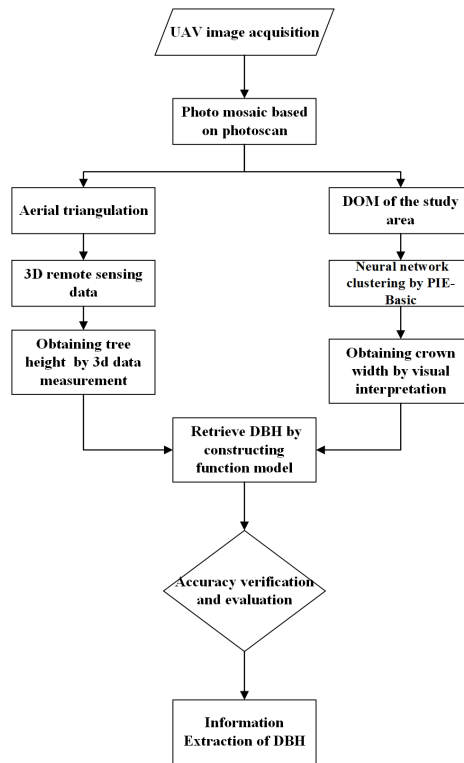 UAV image acquisition
Photo mosaic based
on photoscan
Aerial triangulation
3D remote sensing
data
Obtaining tree
height by 3d data
measurement
DOM of the study
area
Neural network
clustering by PIE-
Basic
Obtaining crown
width by visual
interpretation
Retrieve DBH by
constructing
function model
Accuracy verification
and evaluation
Information
Extraction of DBH